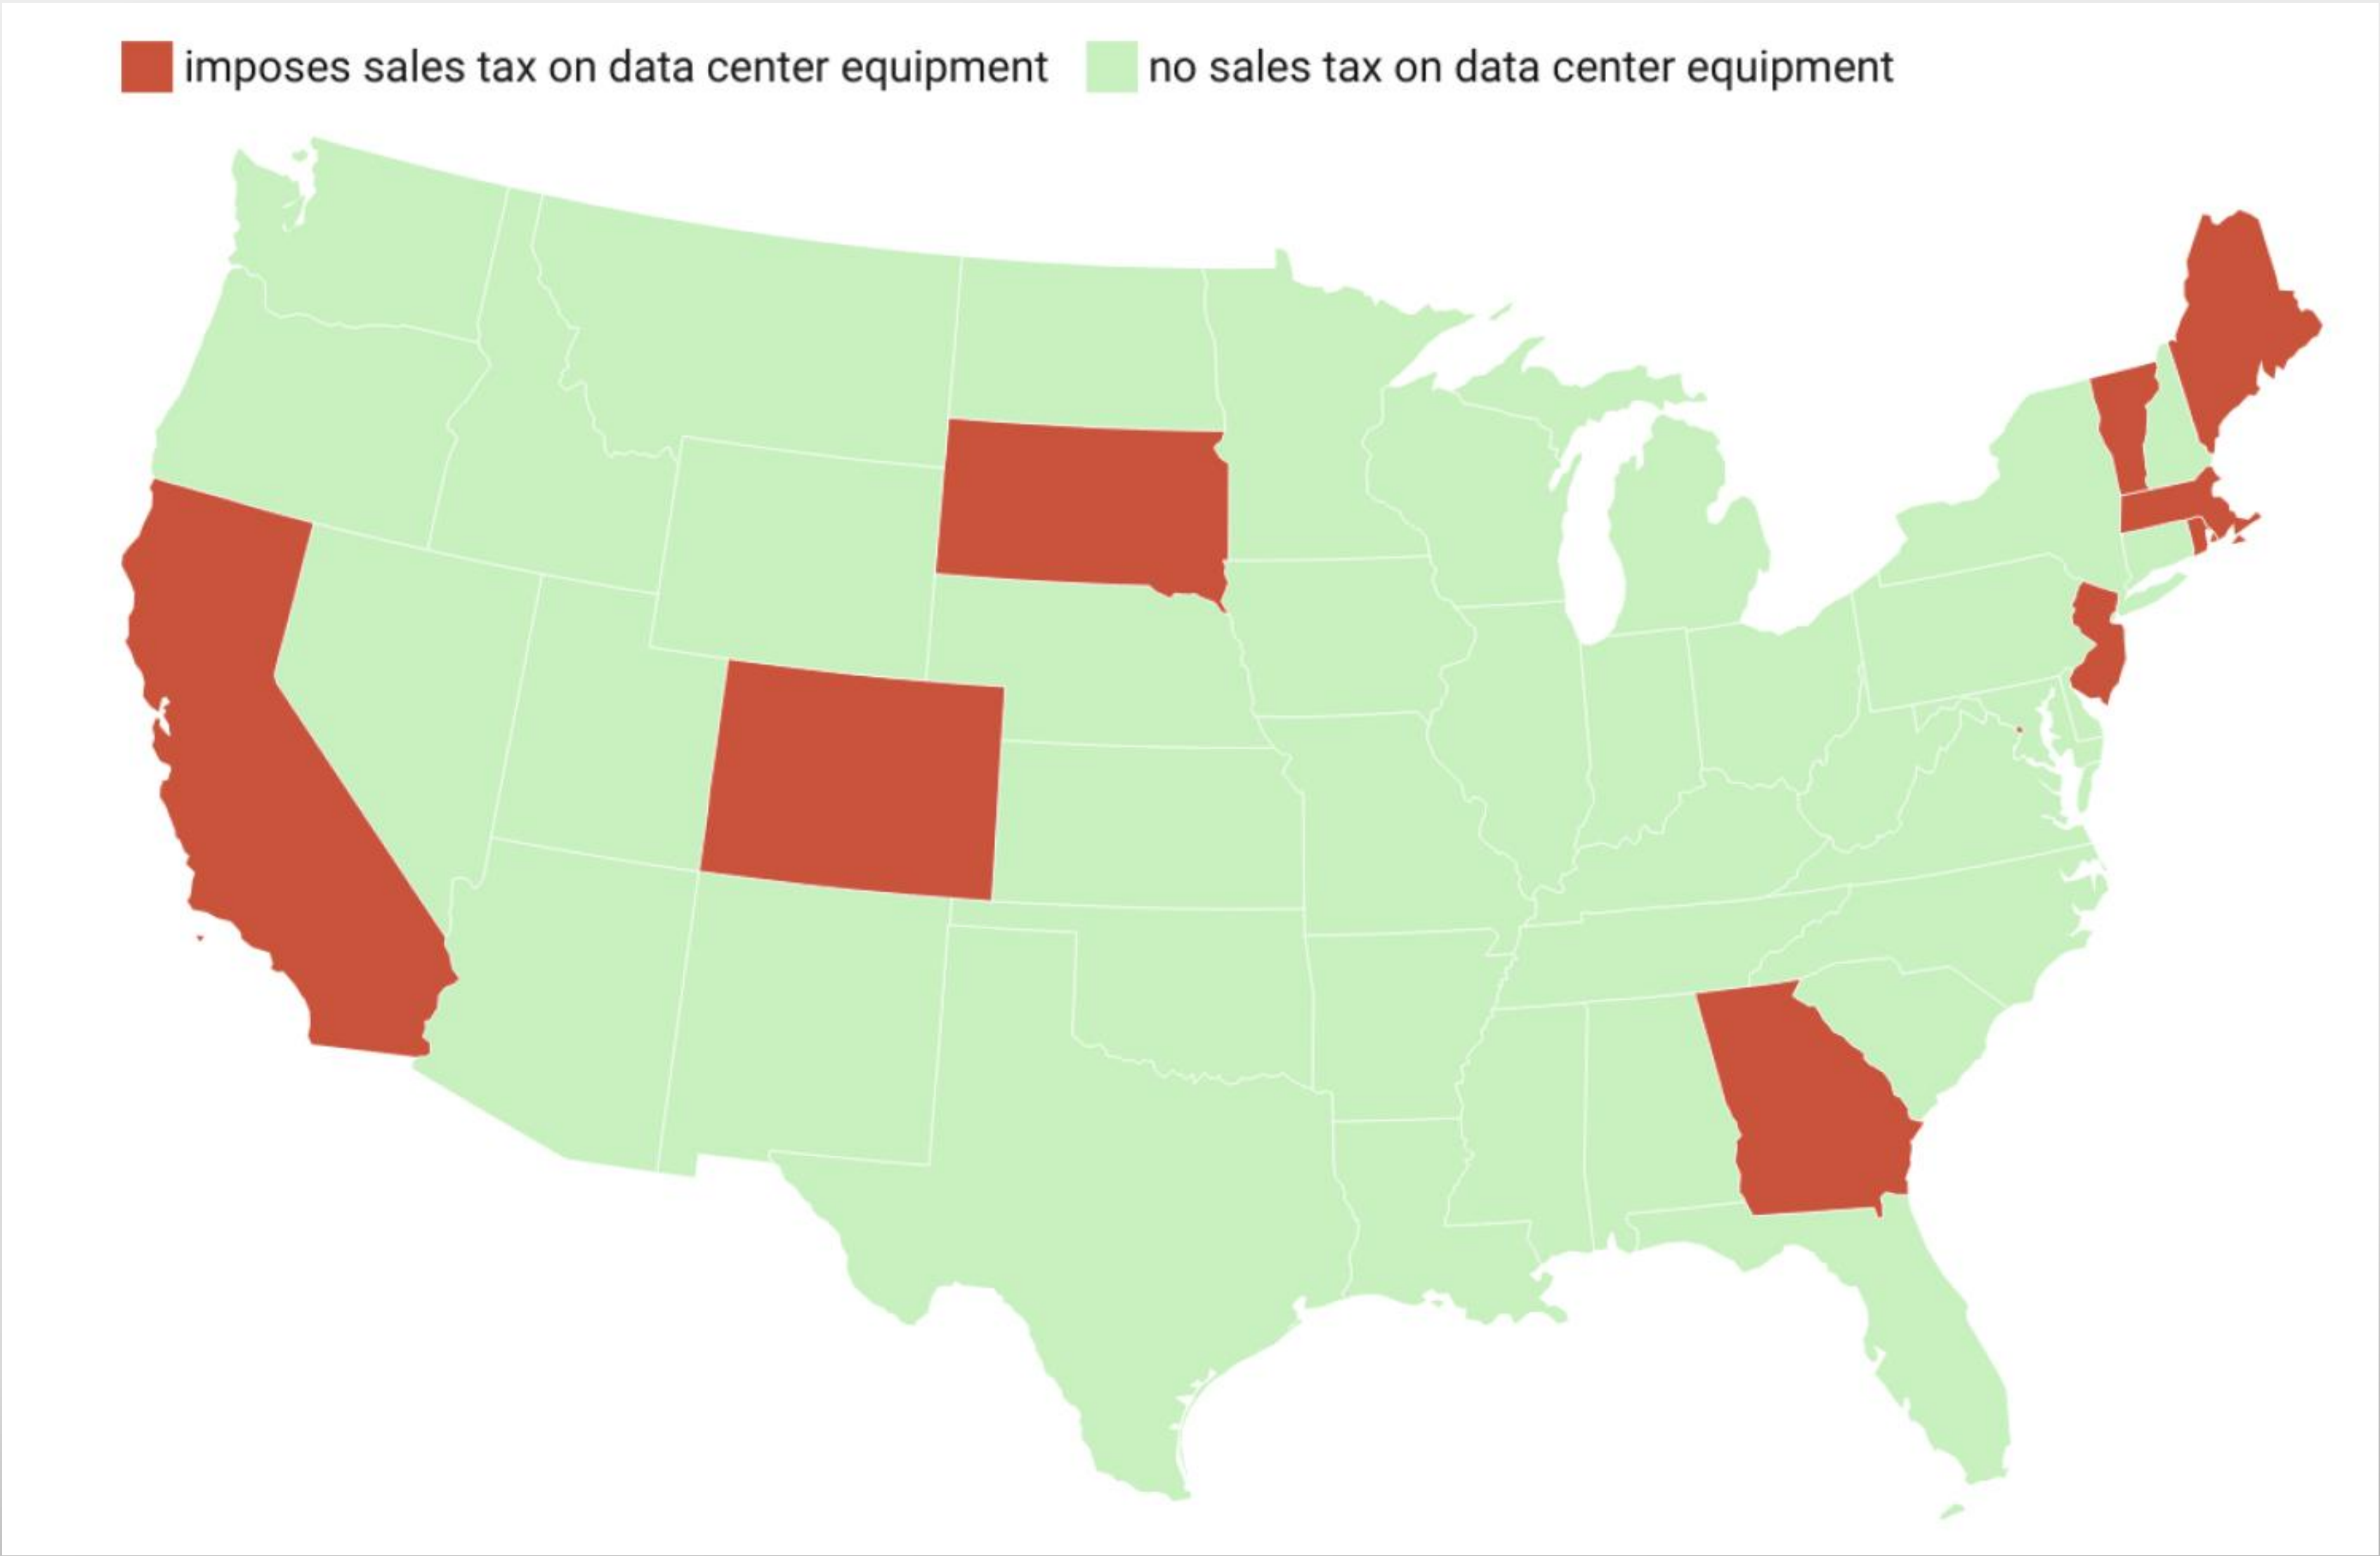 imposes sales tax on data center equipment no sales tax on data center equipment